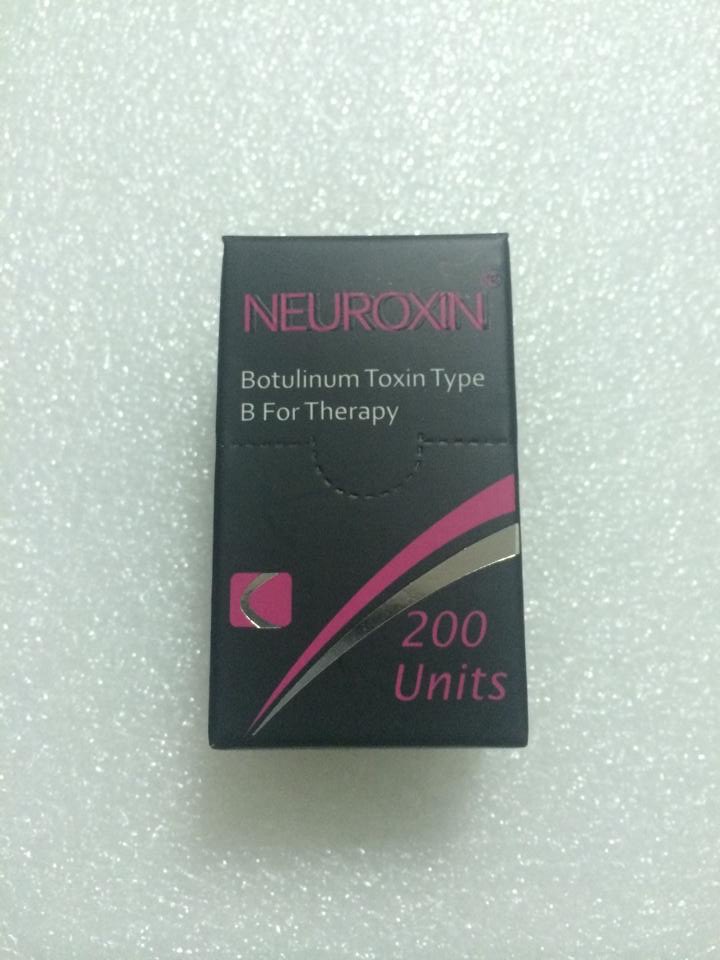 NEUROXIN®
Botulinum Toxin Type
B For Therapy
200
Units